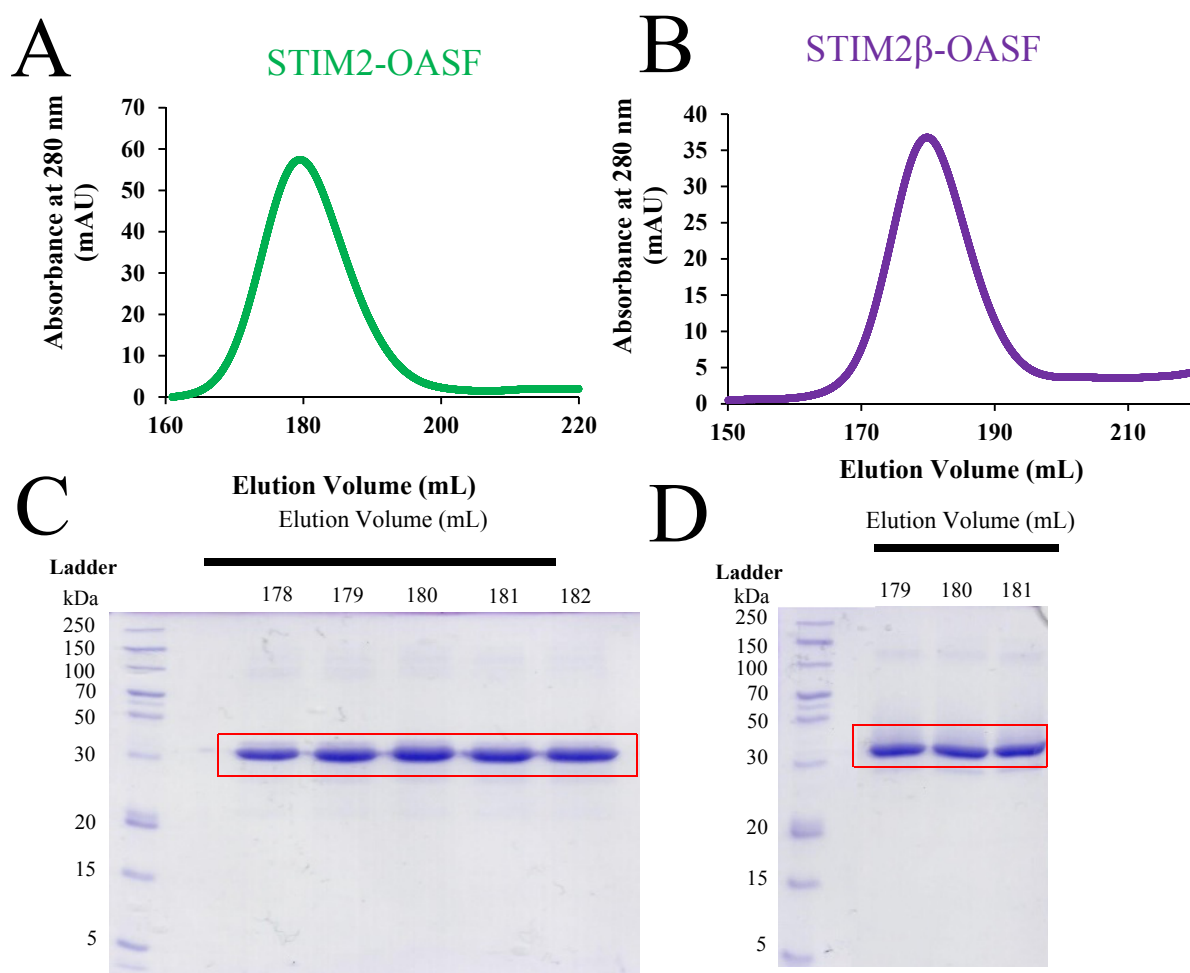 A
STIM2-OASF
Absorbance at 280 nm
(mAU)
70
60
50
40
30
20
10
0
160
180
200
220
Elution Volume (mL)
B
STIM2β-OASF
Absorbance at 280 nm
(mAU)
40
35
30
25
20
15
10
5
0
150
170
190
210
Elution Volume (mL)
C
Elution Volume (mL)
Ladder
kDa
178
179
180
181
182
250
150
100
70
50
30
20
15
5
D
Elution Volume (mL)
Ladder
kDa
179
180
181
250
150
100
70
50
30
20
15
5